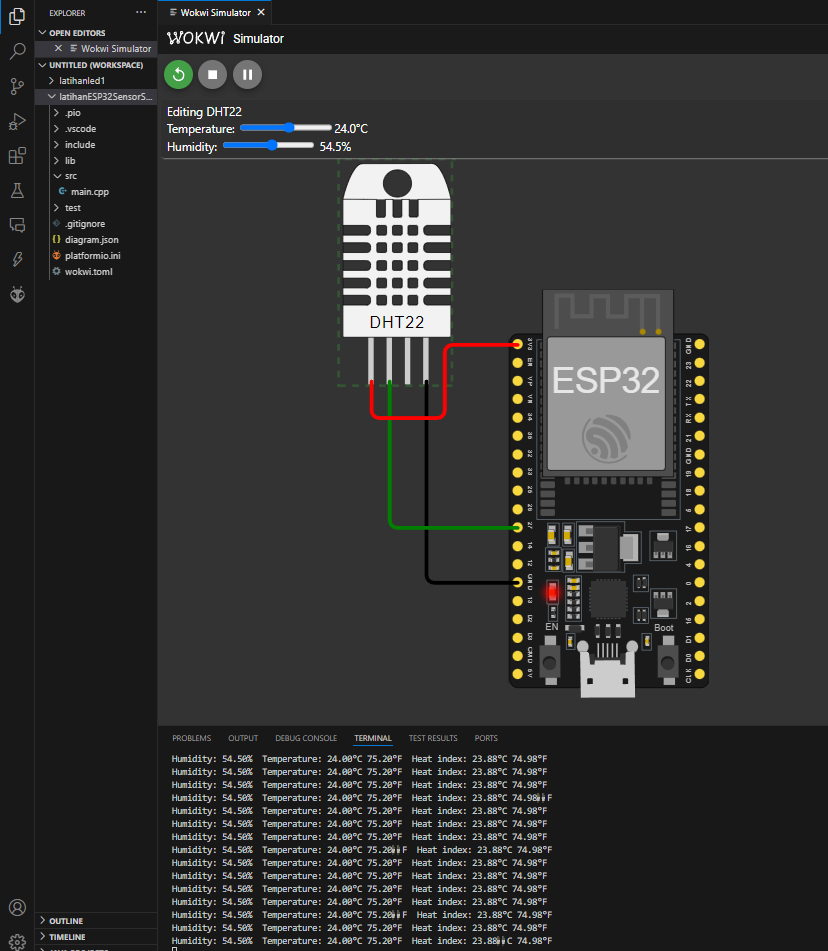 EXPLORER
OPEN EDITORS
Wokwi Simulator
UNTITLED (WORKSPACE)
latihanled1
latihanESP32SensorS...
.pio
.vscode
include
lib
src
main.cpp
test
.gitignore
diagram.json
platformio.ini
wokwi.toml
OUTLINE
TIMELINE
Wokwi Simulator
WOKWI Simulator
Editing DHT22
Temperature: 24.0°C
Humidity: 54.5%
DHT22
ESP32
3V3
EN
VP
VN
34
35
32
33
25
26
27
14
12
GND
13
D2
D3
CMD
5V
GND
23
22
TX
RX
21
GND
19
18
5
17
16
4
0
2
15
D1
D0
CLK
EN
Boot
PROBLEMS OUTPUT DEBUG CONSOLE TERMINAL TEST RESULTS PORTS
Humidity: 54.50% Temperature: 24.00°C 75.20°F Heat index: 23.88°C 74.98°F
Humidity: 54.50% Temperature: 24.00°C 75.20°F Heat index: 23.88°C 74.98°F
Humidity: 54.50% Temperature: 24.00°C 75.20°F Heat index: 23.88°C 74.98°F
Humidity: 54.50% Temperature: 24.00°C 75.20°F Heat index: 23.88°C 74.98��F
Humidity: 54.50% Temperature: 24.00°C 75.20°F Heat index: 23.88°C 74.98°F
Humidity: 54.50% Temperature: 24.00°C 75.20°F Heat index: 23.88°C 74.98°F
Humidity: 54.50% Temperature: 24.00°C 75.20°F Heat index: 23.88°C 74.98°F
Humidity: 54.50% Temperature: 24.00°C 75.20��F Heat index: 23.88°C 74.98°F
Humidity: 54.50% Temperature: 24.00°C 75.20°F Heat index: 23.88°C 74.98°F
Humidity: 54.50% Temperature: 24.00°C 75.20°F Heat index: 23.88°C 74.98°F
Humidity: 54.50% Temperature: 24.00°C 75.20°F Heat index: 23.88°C 74.98°F
Humidity: 54.50% Temperature: 24.00°C 75.20°F Heat index: 23.88°C 74.98°F
Humidity: 54.50% Temperature: 24.00°C 75.20��F Heat index: 23.88°C 74.98°F
Humidity: 54.50% Temperature: 24.00°C 75.20°F Heat index: 23.88°C 74.98°F
Humidity: 54.50% Temperature: 24.00°C 75.20°F Heat index: 23.88��C 74.98°F